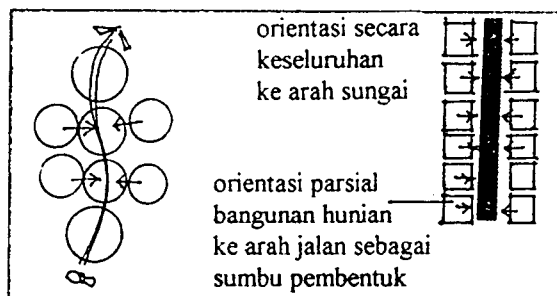 orientasi secara
keseluruhan
ke arah sungai
orientasi parsial
bangunan hunian
ke arah jalan sebagai
sumbu pembentuk